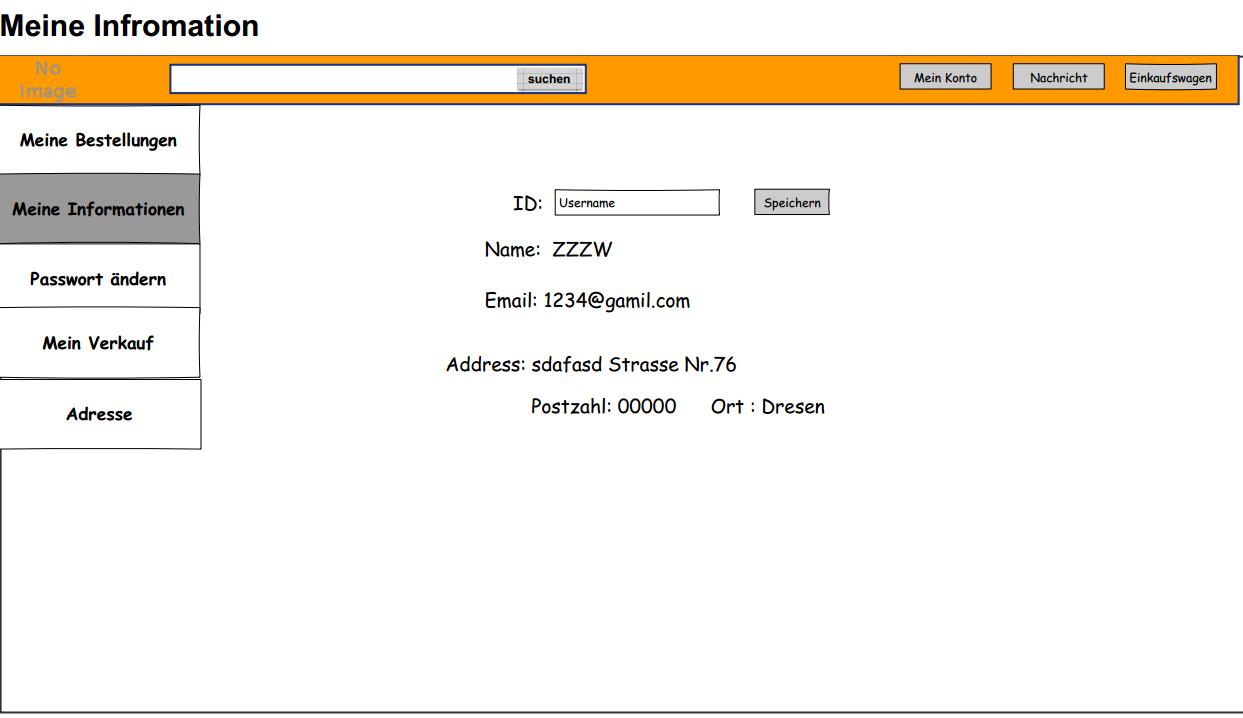 Meine Infromation
No
Image
suchen
Mein Konto
Nachricht
Einkaufswagen
Meine Bestellungen
Meine Informationen
Passwort ändern
Mein Verkauf
Adresse
ID: Username Speichern
Name: ZZZW
Email: 1234@gamil.com
Address: sdafasd Strasse Nr.76
Postzahl: 00000 Ort : Dresen